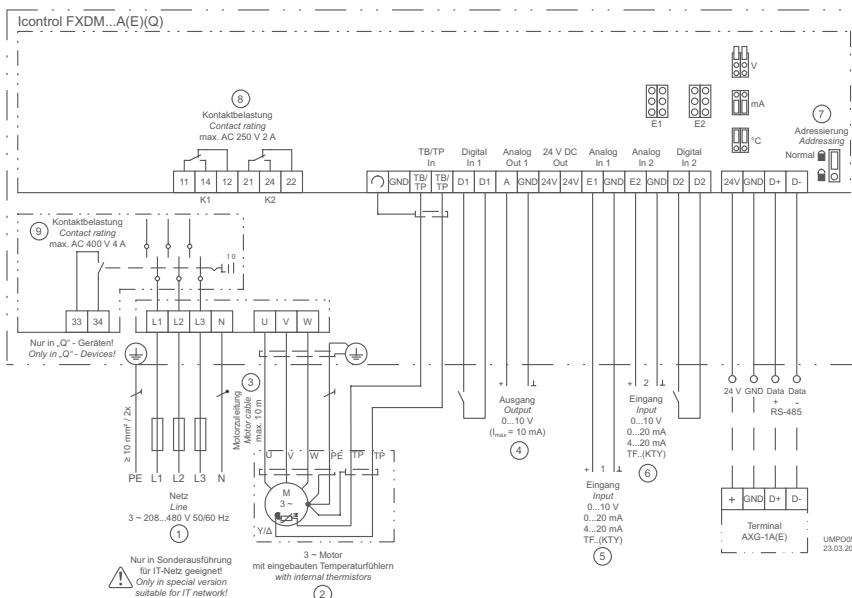 Icontrol FXDM...A(E)(Q)
V
mA
°C
E1
E2
8
Kontaktbelastung
Contact rating
max. AC 250 V 2 A
7
Adressierung
Addressing
Normal
TB/TP In
Digital In 1
Analog Out 1
24 V DC Out
Analog In 1
Analog In 2
Digital In 2
11 14 12 21 24 22
K1 K2
GND TB/TP TB/TP D1 D1 A GND 24V 24V E1 GND E2 GND D2 D2
24V GND D+ D-
9
Kontaktbelastung
Contact rating
max. AC 400 V 4 A
1 0
33 34
L1 L2 L3 N
U V W
Nur in „Q“ - Geräten!
Only in „Q“ - Devices!
≥ 10 mm² / 2x
3
Motorzuleitung
Motor cable
max. 10 m
PE L1 L2 L3 N
Netz
Line
3 ~ 208...480 V 50/60 Hz
1
Nur in Sonderausführung
für IT-Netz geeignet!
Only in special version
suitable for IT network!
U V W PE TP TP
M
3 ~
Y/Δ
3 ~ Motor
mit eingebauten Temperaturfühlern
with internal thermistors
2
+ ⊥
Ausgang
Output
0...10 V
(Imax = 10 mA)
4
+ 1 ⊥
Eingang
Input
0...10 V
0...20 mA
4...20 mA
TF..(KTY)
5
+ 2 ⊥
Eingang
Input
0...10 V
0...20 mA
4...20 mA
TF..(KTY)
6
24 V GND Data Data
+ -
RS-485
+ GND D+ D-
Terminal
AXG-1A(E)